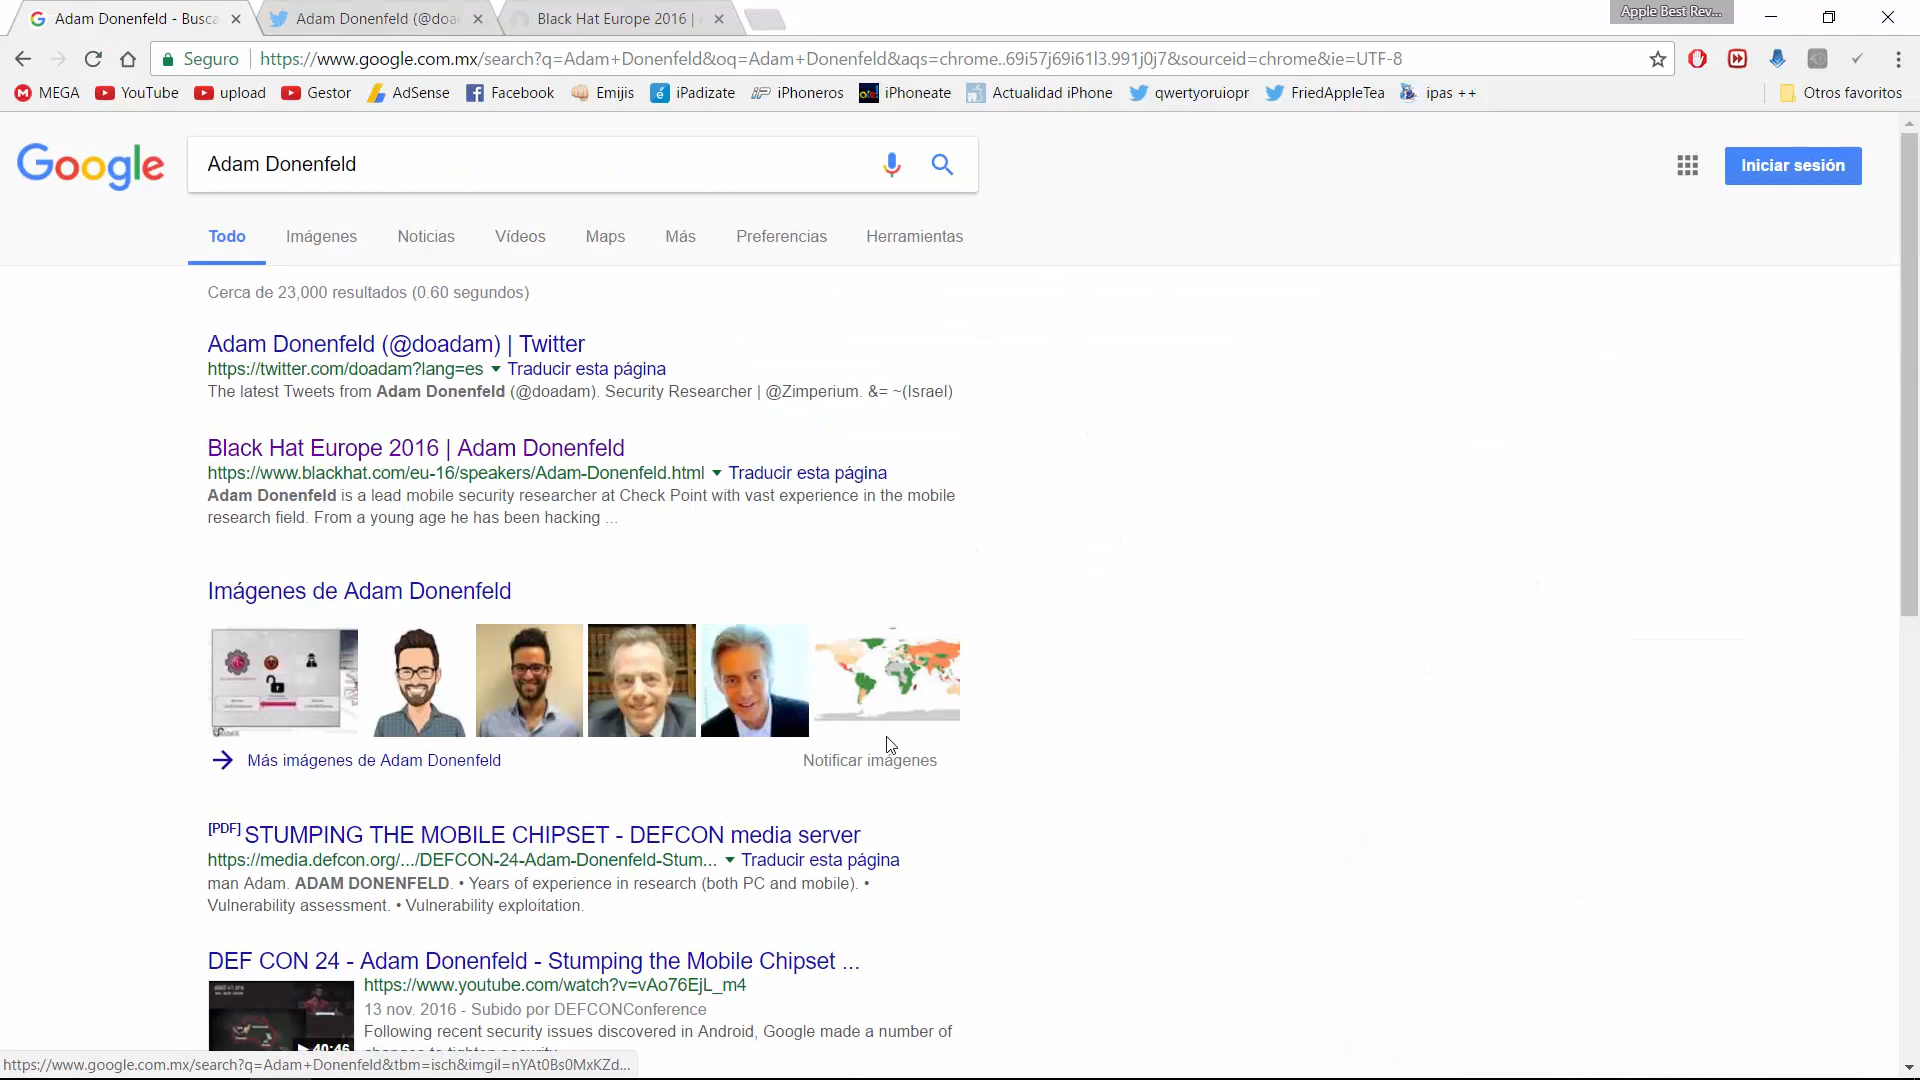 Adam Donenfeld - Busca
Adam Donenfeld (@doa
Black Hat Europe 2016 |
Apple Best Rev...
Seguro
https://www.google.com.mx/search?q=Adam+Donenfeld&oq=Adam+Donenfeld&aqs=chrome..69i57j69i61l3.991j0j7&sourceid=chrome&ie=UTF-8
MEGA YouTube upload Gestor AdSense Facebook Emijis iPadizate iPhoneros iPhoneate Actualidad iPhone qwertyoruiopr FriedAppleTea ipas ++ Otros favoritos
Google
Adam Donenfeld
Iniciar sesión
Todo Imágenes Noticias Vídeos Maps Más Preferencias Herramientas
Cerca de 23,000 resultados (0.60 segundos)
Adam Donenfeld (@doadam) | Twitter
https://twitter.com/doadam?lang=es Traducir esta página
The latest Tweets from Adam Donenfeld (@doadam). Security Researcher | @Zimperium. &= ~(Israel)
Black Hat Europe 2016 | Adam Donenfeld
https://www.blackhat.com/eu-16/speakers/Adam-Donenfeld.html Traducir esta página
Adam Donenfeld is a lead mobile security researcher at Check Point with vast experience in the mobile
research field. From a young age he has been hacking ...
Imágenes de Adam Donenfeld
Más imágenes de Adam Donenfeld
Notificar imágenes
[PDF] STUMPING THE MOBILE CHIPSET - DEFCON media server
https://media.defcon.org/.../DEFCON-24-Adam-Donenfeld-Stum... Traducir esta página
man Adam. ADAM DONENFELD. • Years of experience in research (both PC and mobile). •
Vulnerability assessment. • Vulnerability exploitation.
DEF CON 24 - Adam Donenfeld - Stumping the Mobile Chipset ...
https://www.youtube.com/watch?v=vAo76EjL_m4
13 nov. 2016 - Subido por DEFCONConference
Following recent security issues discovered in Android, Google made a number of
40:46
https://www.google.com.mx/search?q=Adam+Donenfeld&tbm=isch&imgil=nYAt0Bs0MxKZd...